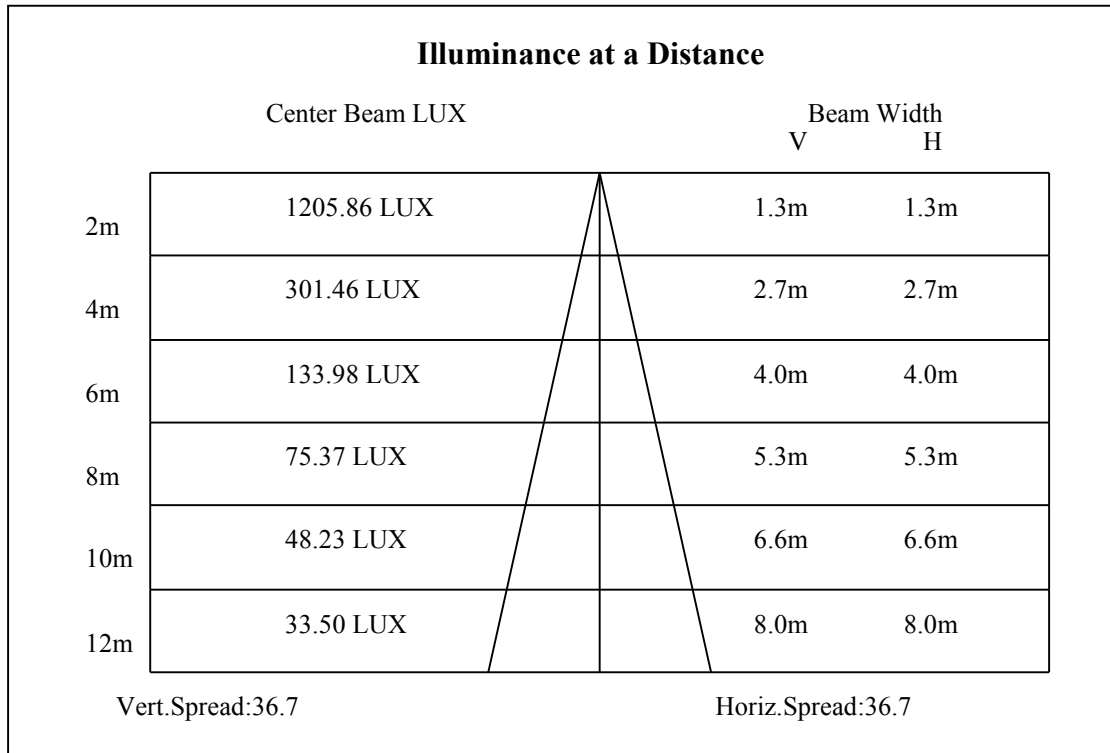 Illuminance at a Distance
Center Beam LUX Beam Width
V H
1205.86 LUX 1.3m 1.3m
2m
301.46 LUX 2.7m 2.7m
4m
133.98 LUX 4.0m 4.0m
6m
75.37 LUX 5.3m 5.3m
8m
48.23 LUX 6.6m 6.6m
10m
33.50 LUX 8.0m 8.0m
12m
Vert.Spread:36.7 Horiz.Spread:36.7